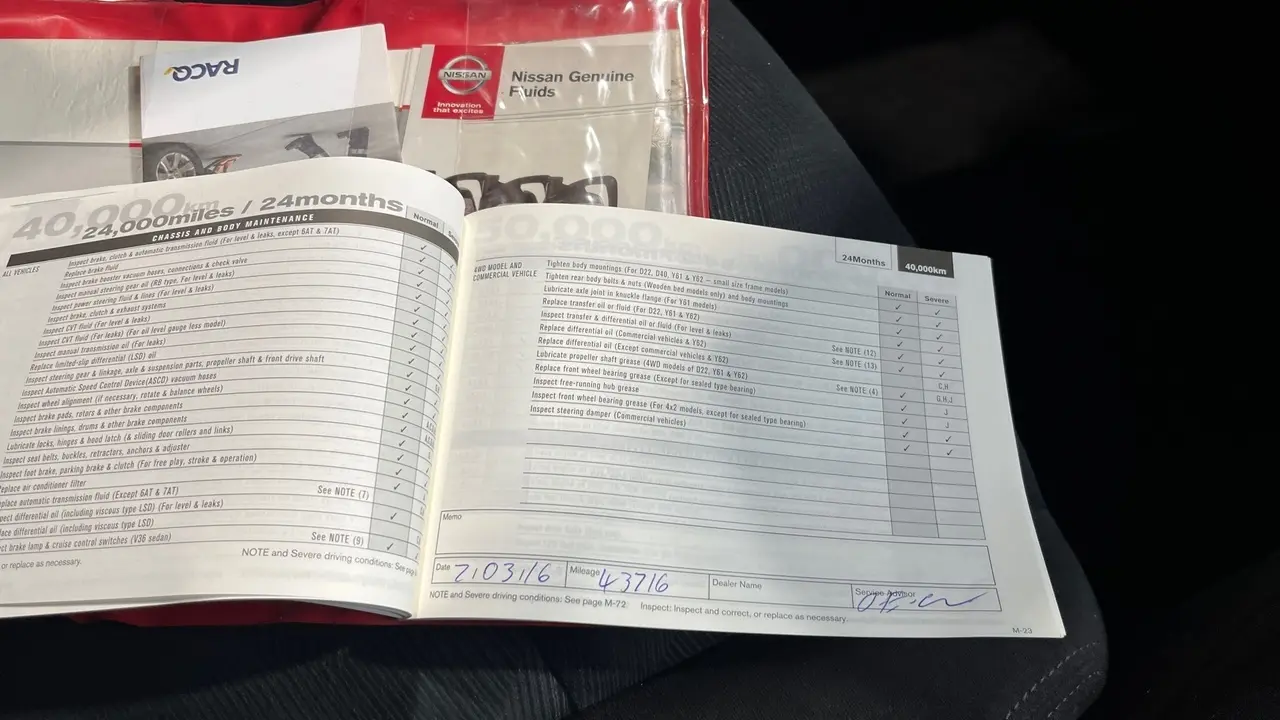 RACQ
NISSAN
Innovation
that excites
Nissan Genuine
Fluids
40,000km
24,000miles / 24months
CHASSIS AND BODY MAINTENANCE
Normal
ALL VEHICLES
Inspect brake, clutch & automatic transmission fluid (For level & leaks, except 6AT & 7AT) ✓
Replace brake fluid ✓
Inspect brake booster vacuum hoses, connections & check valve ✓
Inspect manual steering gear oil (RB type. For level & leaks) ✓
Inspect power steering fluid & lines (For level & leaks) ✓
Inspect brake, clutch & exhaust systems ✓
Inspect CVT fluid (For level & leaks) ✓
Inspect CVT fluid (For leaks) (For oil level gauge less model) ✓
Inspect manual transmission oil (For leaks) ✓
Replace limited-slip differential (LSD) oil ✓
Inspect steering gear & linkage, axle & suspension parts, propeller shaft & front drive shaft ✓
Inspect Automatic Speed Control Device(ASCD) vacuum hoses ✓
Inspect wheel alignment (if necessary, rotate & balance wheels) ✓
Inspect brake pads, rotors & other brake components ✓
Inspect brake linings, drums & other brake components ✓
Lubricate locks, hinges & hood latch (& sliding door rollers and links) ✓
Inspect seat belts, buckles, retractors, anchors & adjuster ✓
Inspect foot brake, parking brake & clutch (For free play, stroke & operation) ✓
place air conditioner filter ✓
place automatic transmission fluid (Except 6AT & 7AT) See NOTE (7)
pect differential oil (including viscous type LSD) (For level & leaks) ✓
ace differential oil (including viscous type LSD)
ct brake lamp & cruise control switches (V36 sedan) See NOTE (9) ✓
or replace as necessary.
NOTE and Severe driving conditions: See pag
24Months 40,000km
Normal Severe
4WD MODEL AND
COMMERCIAL VEHICLE
Tighten body mountings (For D22, D40, Y61 & Y62 – small size frame models) ✓ ✓
Tighten rear body bolts & nuts (Wooden bed models only) and body mountings ✓ ✓
Lubricate axle joint in knuckle flange (For Y61 models) ✓ ✓
Replace transfer oil or fluid (For D22, Y61 & Y62)
Inspect transfer & differential oil or fluid (For level & leaks) ✓ ✓
Replace differential oil (Commercial vehicles & Y62) See NOTE (12)
Replace differential oil (Except commercial vehicles & Y62) See NOTE (13)
Lubricate propeller shaft grease (4WD models of D22, Y61 & Y62) C,H
Replace front wheel bearing grease (Except for sealed type bearing) See NOTE (4) ✓ G,H,J
Inspect free-running hub grease ✓ J
Inspect front wheel bearing grease (For 4x2 models, except for sealed type bearing) ✓ J
Inspect steering damper (Commercial vehicles) ✓ ✓
Memo
Date 7,03,16 Mileage 43716 Dealer Name Service Advisor
NOTE and Severe driving conditions: See page M-72 Inspect: Inspect and correct, or replace as necessary.
M-23